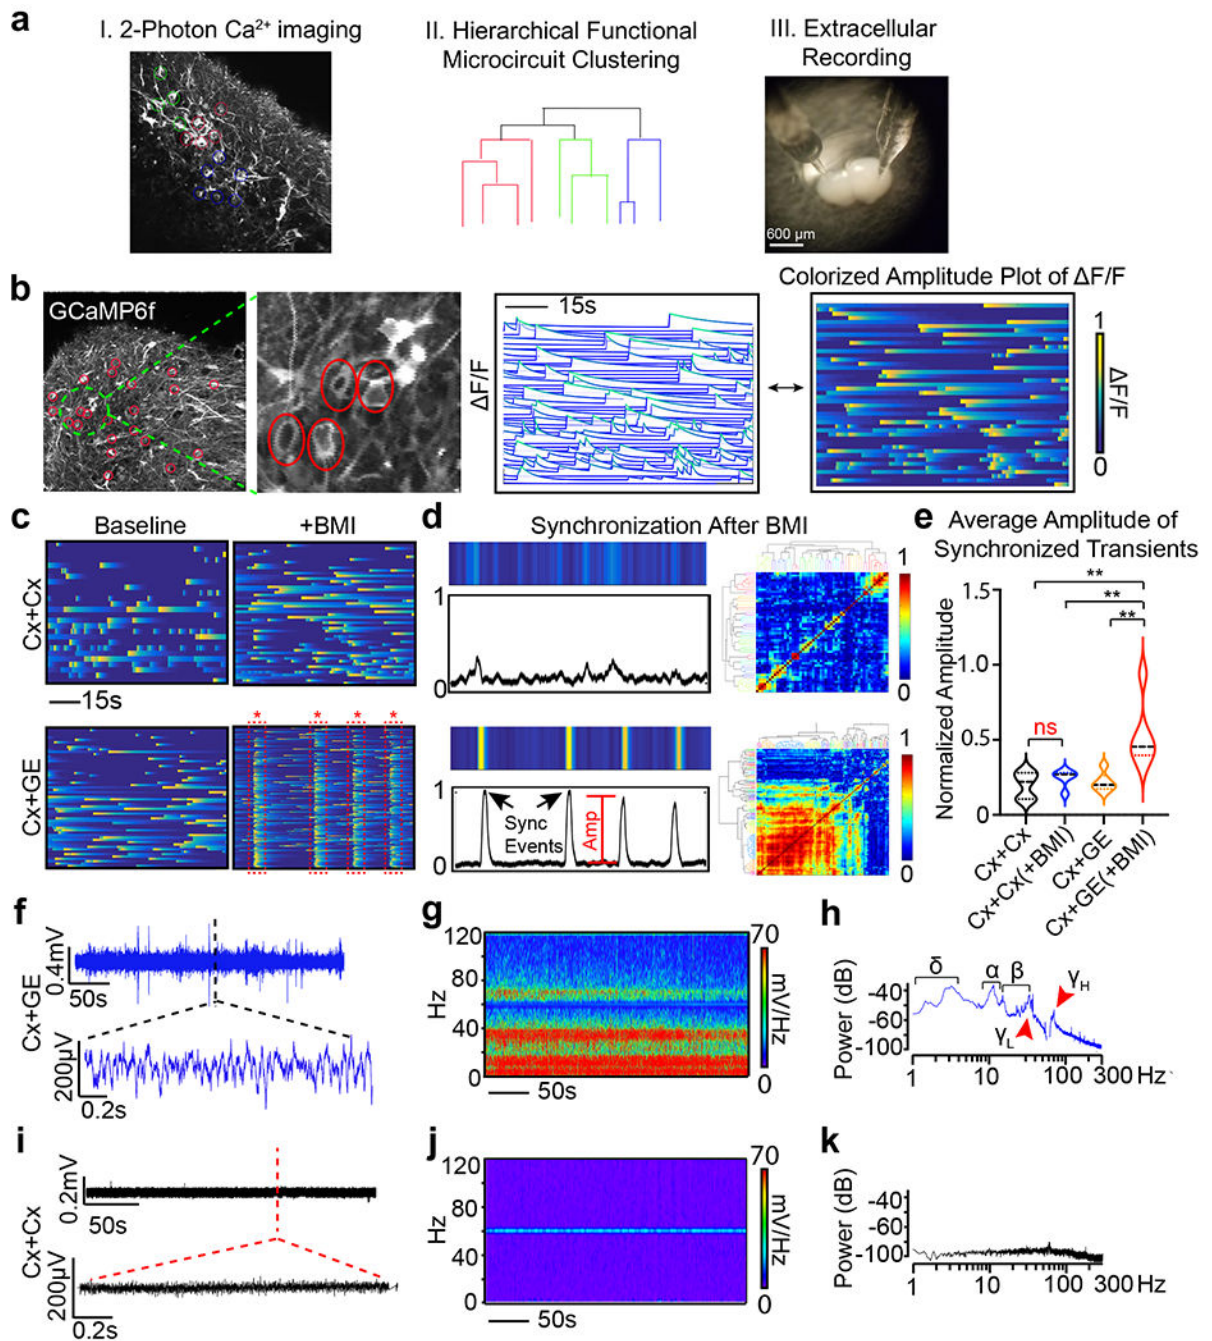 a
I. 2-Photon Ca²⁺ imaging
II. Hierarchical Functional
Microcircuit Clustering
III. Extracellular
Recording
600 μm
b
GCaMP6f
15s
ΔF/F
Colorized Amplitude Plot of ΔF/F
1
ΔF/F
0
c
Baseline
+BMI
Cx+Cx
15s
Cx+GE
* * * *
d
Synchronization After BMI
1
0
1
0
1
0
Sync
Events
Amp
1
0
e
Average Amplitude of
Synchronized Transients
**
**
**
ns
Normalized Amplitude
1.5
1.0
0.5
0
Cx+Cx
Cx+Cx(+BMI)
Cx+GE
Cx+GE(+BMI)
f
Cx+GE
0.4mV
50s
200μV
0.2s
g
120
80
40
0
Hz
50s
70
mV/Hz
0
h
Power (dB)
-40
-60
-100
δ
α
β
γL
γH
1
10
100
300 Hz
i
Cx+Cx
0.2mV
50s
200μV
0.2s
j
120
80
40
0
Hz
50s
70
mV/Hz
0
k
Power (dB)
-40
-60
-100
1
10
100
300 Hz